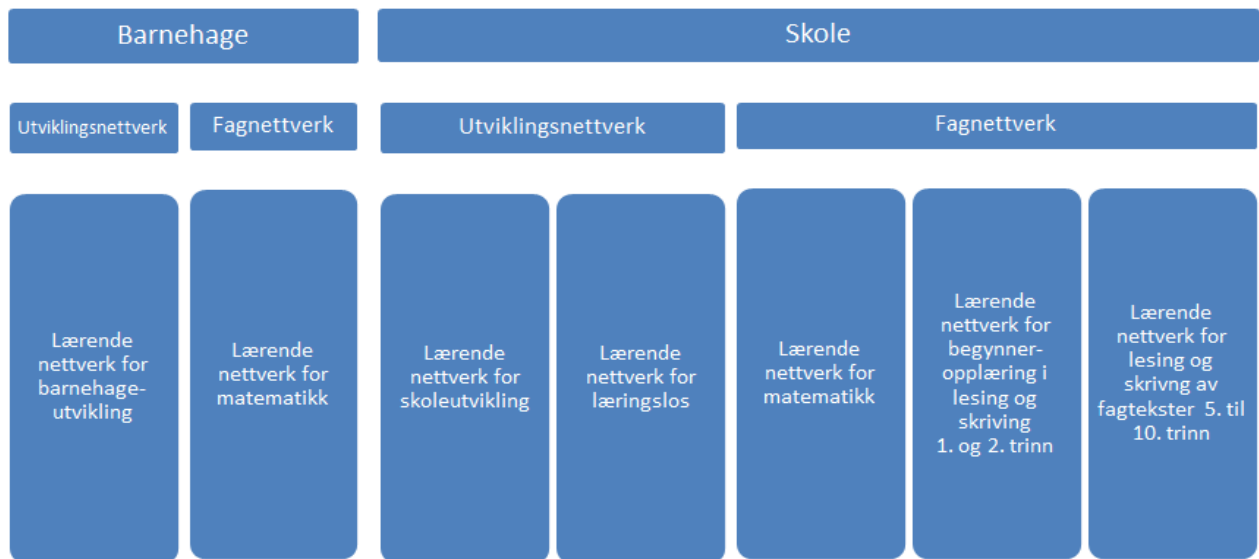 Barnehage
Skole
Utviklingsnettverk
Fagnettverk
Utviklingsnettverk
Fagnettverk
Lærende
nettverk for
barnehage-
utvikling
Lærende
nettverk for
matematikk
Lærende
nettverk for
skoleutvikling
Lærende
nettverk for
læringslos
Lærende
nettverk for
matematikk
Lærende
nettverk for
begynner-
opplæring i
lesing og
skriving
1. og 2. trinn
Lærende
nettverk for
lesing og
skrivng av
fagtekster 5. til
10. trinn